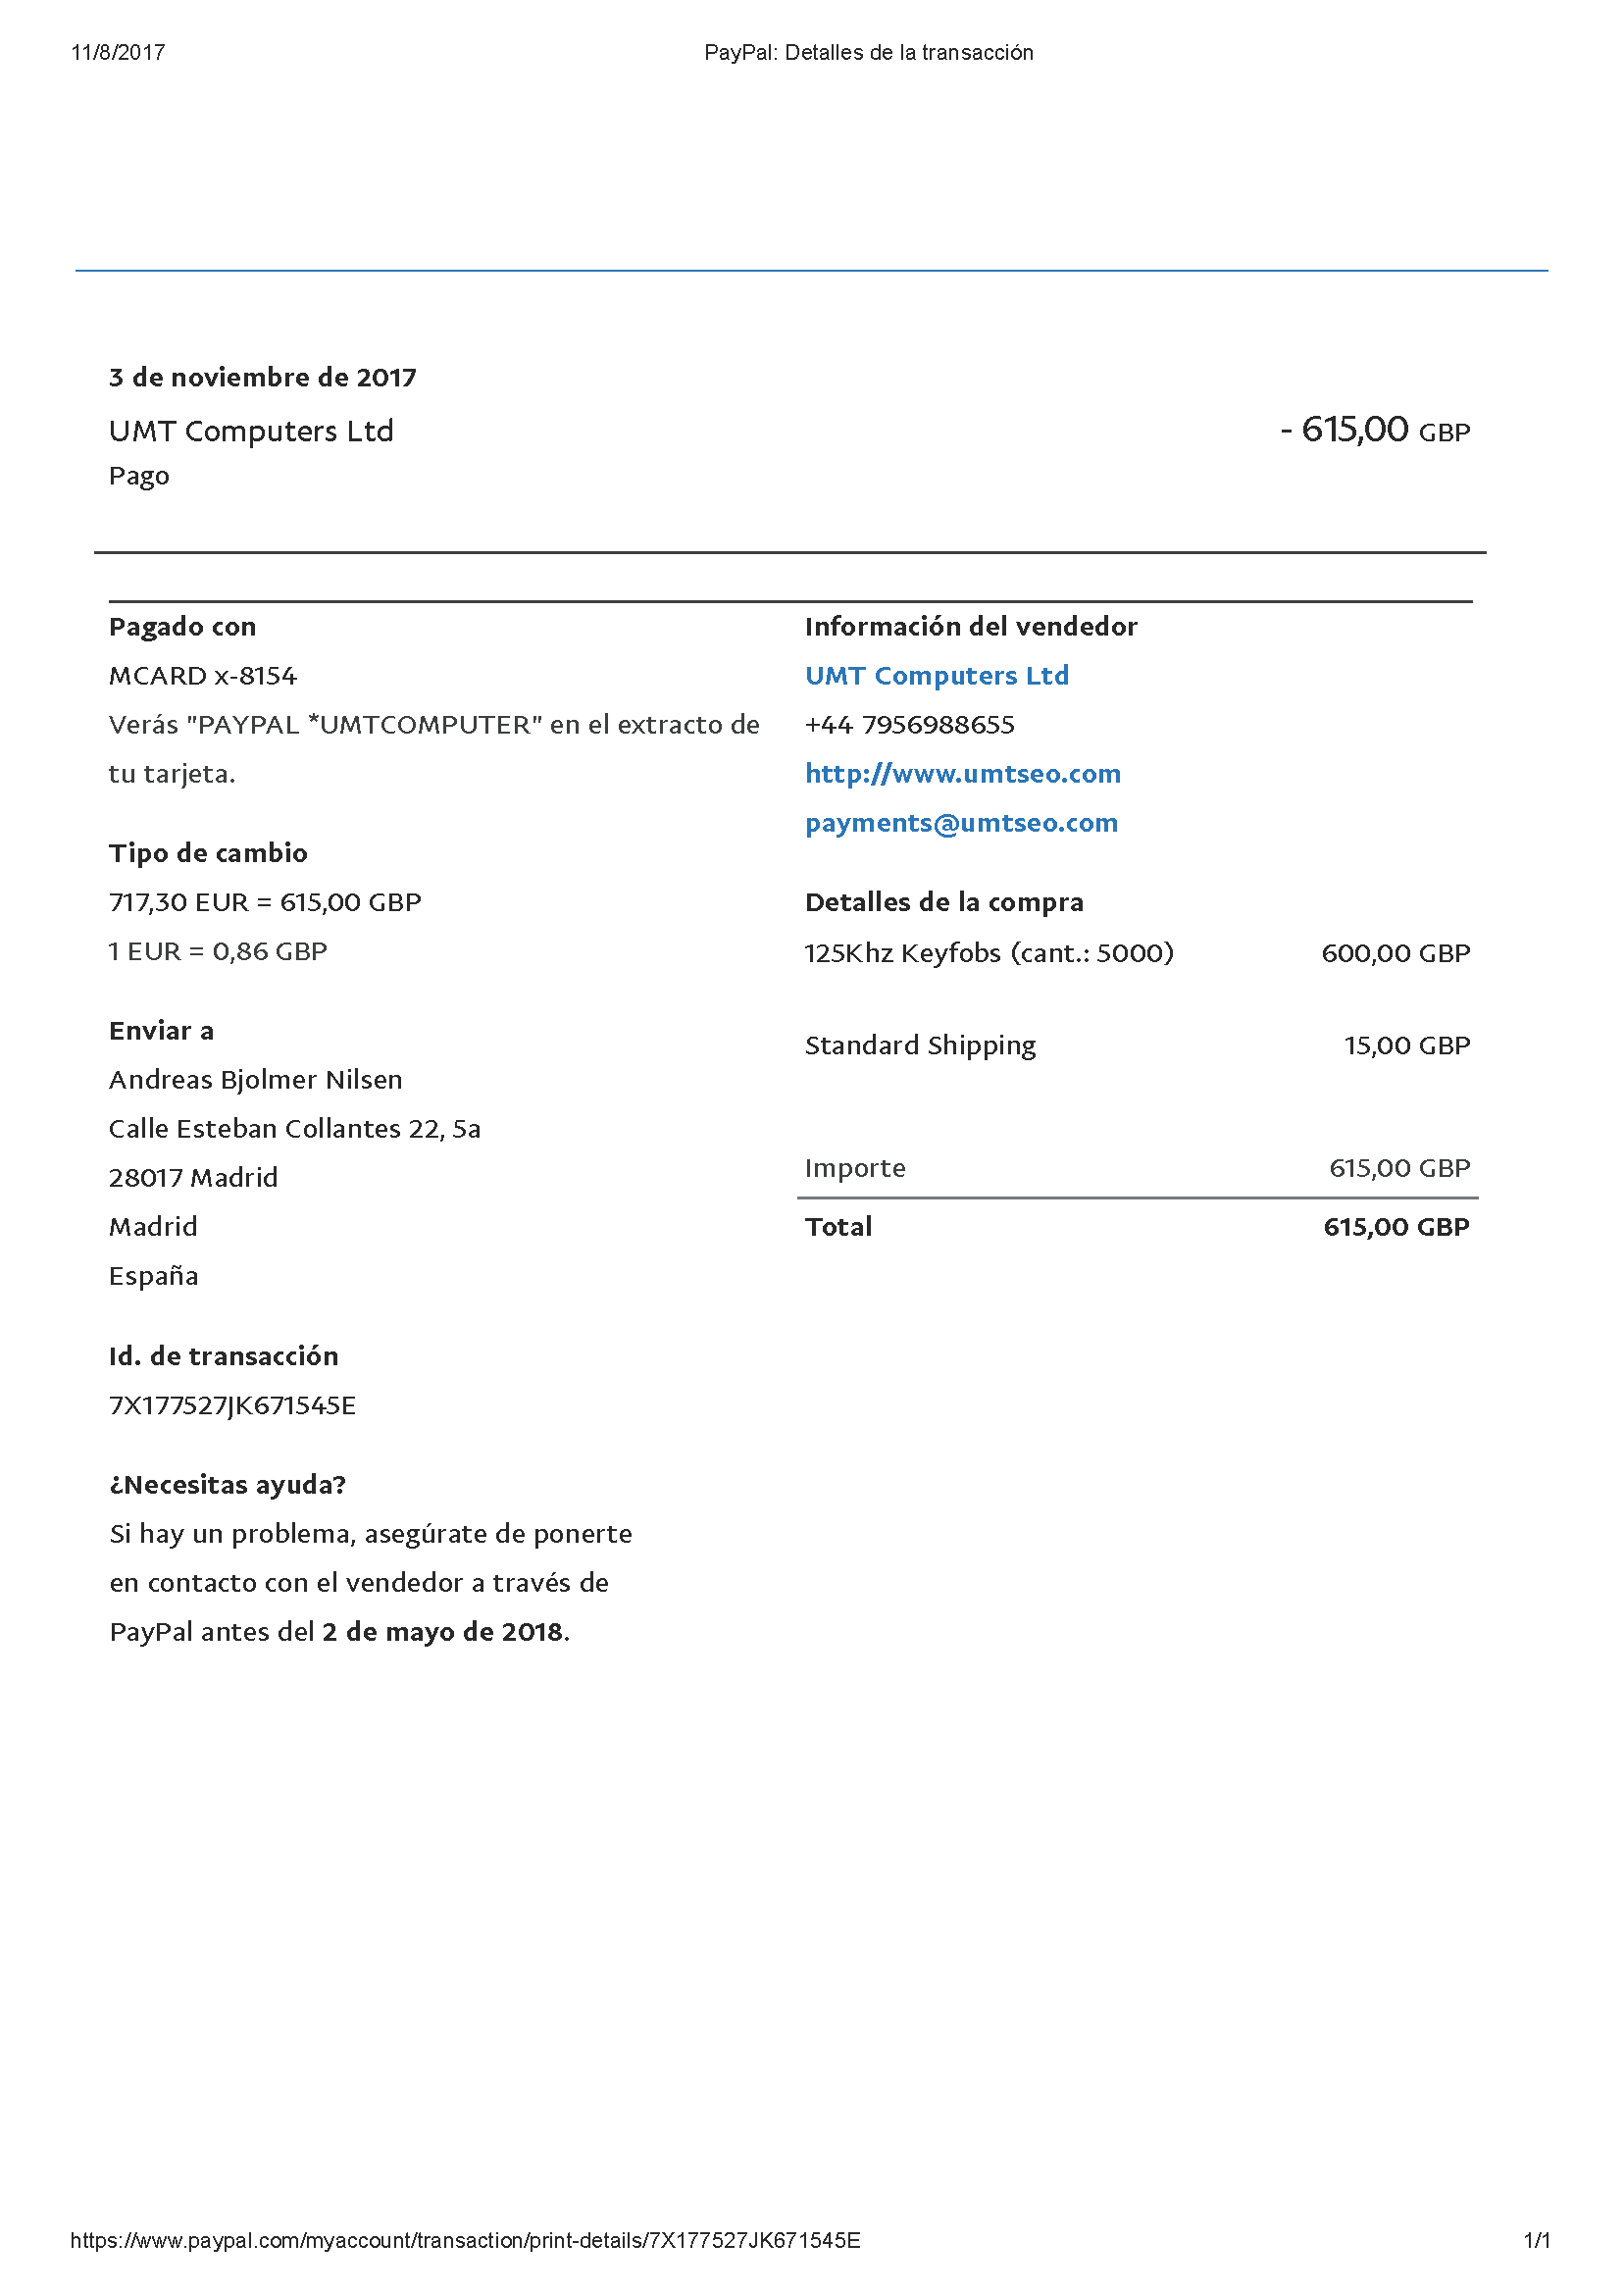 11/8/2017
PayPal: Detalles de la transacción
3 de noviembre de 2017
UMT Computers Ltd
- 615,00 GBP
Pago
Pagado con
MCARD x-8154
Verás "PAYPAL *UMTCOMPUTER" en el extracto de
tu tarjeta.
Tipo de cambio
717,30 EUR = 615,00 GBP
1 EUR = 0,86 GBP
Enviar a
Andreas Bjolmer Nilsen
Calle Esteban Collantes 22, 5a
28017 Madrid
Madrid
España
Id. de transacción
7X177527JK671545E
¿Necesitas ayuda?
Si hay un problema, asegúrate de ponerte
en contacto con el vendedor a través de
PayPal antes del 2 de mayo de 2018.
Información del vendedor
UMT Computers Ltd
+44 7956988655
http://www.umtseo.com
payments@umtseo.com
Detalles de la compra
125Khz Keyfobs (cant.: 5000) 600,00 GBP
Standard Shipping 15,00 GBP
Importe 615,00 GBP
Total 615,00 GBP
https://www.paypal.com/myaccount/transaction/print-details/7X177527JK671545E
1/1